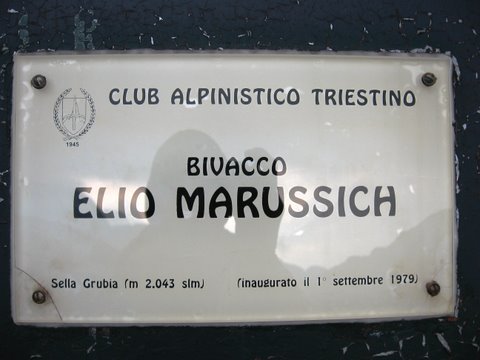 CLUB ALPINISTICO TRIESTINO
1945
BIVACCO
ELIO MARUSSICH
Sella Grubia (m 2.043 slm) (inaugurato il 1° settembre 1979)